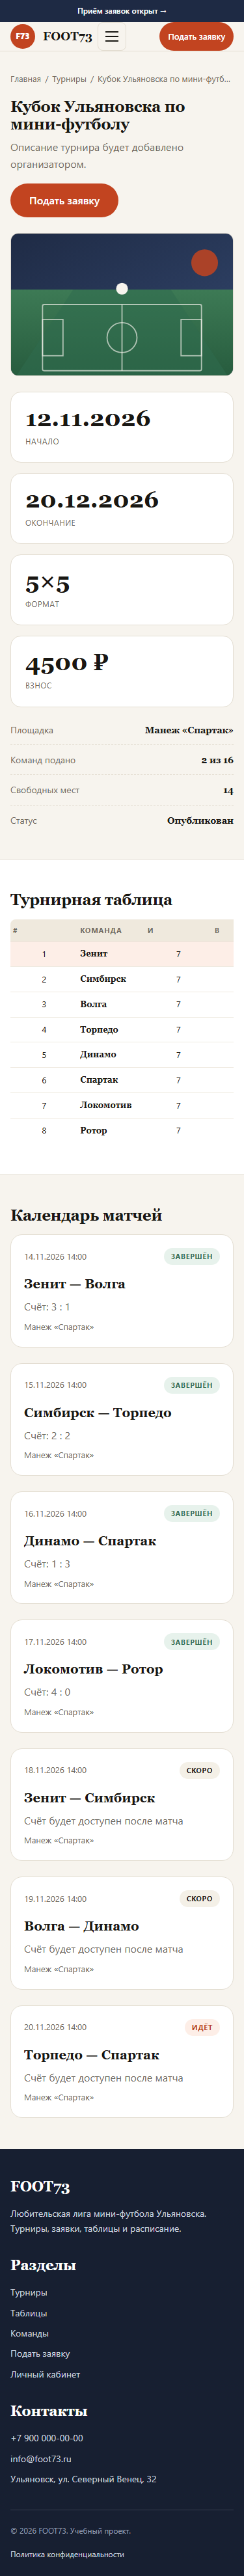 Приём заявок открыт →
F73 FOOT73 Подать заявку
Главная / Турниры / Кубок Ульяновска по мини-футб...
Кубок Ульяновска по
мини-футболу
Описание турнира будет добавлено
организатором.
Подать заявку
12.11.2026
НАЧАЛО
20.12.2026
ОКОНЧАНИЕ
5×5
ФОРМАТ
4500 ₽
ВЗНОС
Площадка Манеж «Спартак»
Команд подано 2 из 16
Свободных мест 14
Статус Опубликован
Турнирная таблица
# КОМАНДА И В
1 Зенит 7
2 Симбирск 7
3 Волга 7
4 Торпедо 7
5 Динамо 7
6 Спартак 7
7 Локомотив 7
8 Ротор 7
Календарь матчей
14.11.2026 14:00 ЗАВЕРШЁН
Зенит — Волга
Счёт: 3 : 1
Манеж «Спартак»
15.11.2026 14:00 ЗАВЕРШЁН
Симбирск — Торпедо
Счёт: 2 : 2
Манеж «Спартак»
16.11.2026 14:00 ЗАВЕРШЁН
Динамо — Спартак
Счёт: 1 : 3
Манеж «Спартак»
17.11.2026 14:00 ЗАВЕРШЁН
Локомотив — Ротор
Счёт: 4 : 0
Манеж «Спартак»
18.11.2026 14:00 СКОРО
Зенит — Симбирск
Счёт будет доступен после матча
Манеж «Спартак»
19.11.2026 14:00 СКОРО
Волга — Динамо
Счёт будет доступен после матча
Манеж «Спартак»
20.11.2026 14:00 ИДЁТ
Торпедо — Спартак
Счёт будет доступен после матча
Манеж «Спартак»
FOOT73
Любительская лига мини-футбола Ульяновска.
Турниры, заявки, таблицы и расписание.
Разделы
Турниры
Таблицы
Команды
Подать заявку
Личный кабинет
Контакты
+7 900 000-00-00
info@foot73.ru
Ульяновск, ул. Северный Венец, 32
© 2026 FOOT73. Учебный проект.
Политика конфиденциальности